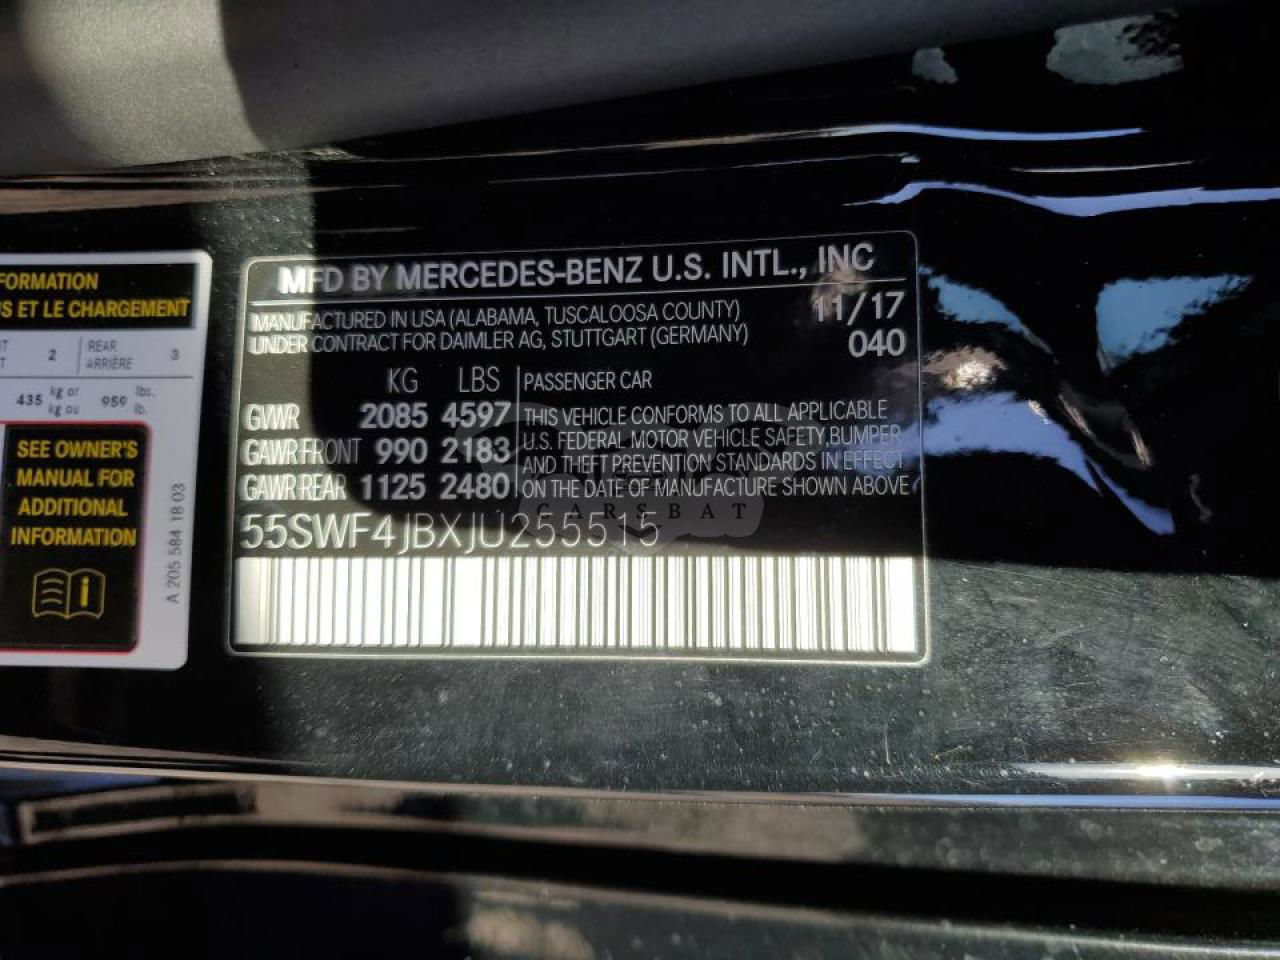 FORMATION
S ET LE CHARGEMENT
2
REAR
ARRIÈRE
3
435
kg or
kg ou
959
lbs.
lb.
SEE OWNER'S
MANUAL FOR
ADDITIONAL
INFORMATION
A 205 584 18 03
MFD BY MERCEDES-BENZ U.S. INTL., INC
MANUFACTURED IN USA (ALABAMA, TUSCALOOSA COUNTY)
UNDER CONTRACT FOR DAIMLER AG, STUTTGART (GERMANY)
11/17
040
KG LBS
GVWR 2085 4597
GAWR FRONT 990 2183
GAWR REAR 1125 2480
PASSENGER CAR
THIS VEHICLE CONFORMS TO ALL APPLICABLE
U.S. FEDERAL MOTOR VEHICLE SAFETY,BUMPER
AND THEFT PREVENTION STANDARDS IN EFFECT
ON THE DATE OF MANUFACTURE SHOWN ABOVE
CARSBAT
55SWF4JBXJU255515